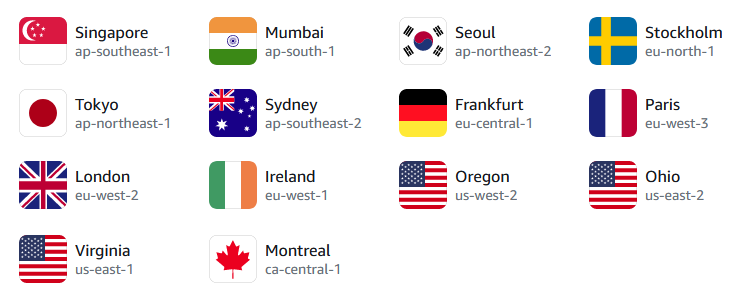 Singapore
ap-southeast-1
Mumbai
ap-south-1
Seoul
ap-northeast-2
Stockholm
eu-north-1
Tokyo
ap-northeast-1
Sydney
ap-southeast-2
Frankfurt
eu-central-1
Paris
eu-west-3
London
eu-west-2
Ireland
eu-west-1
Oregon
us-west-2
Ohio
us-east-2
Virginia
us-east-1
Montreal
ca-central-1